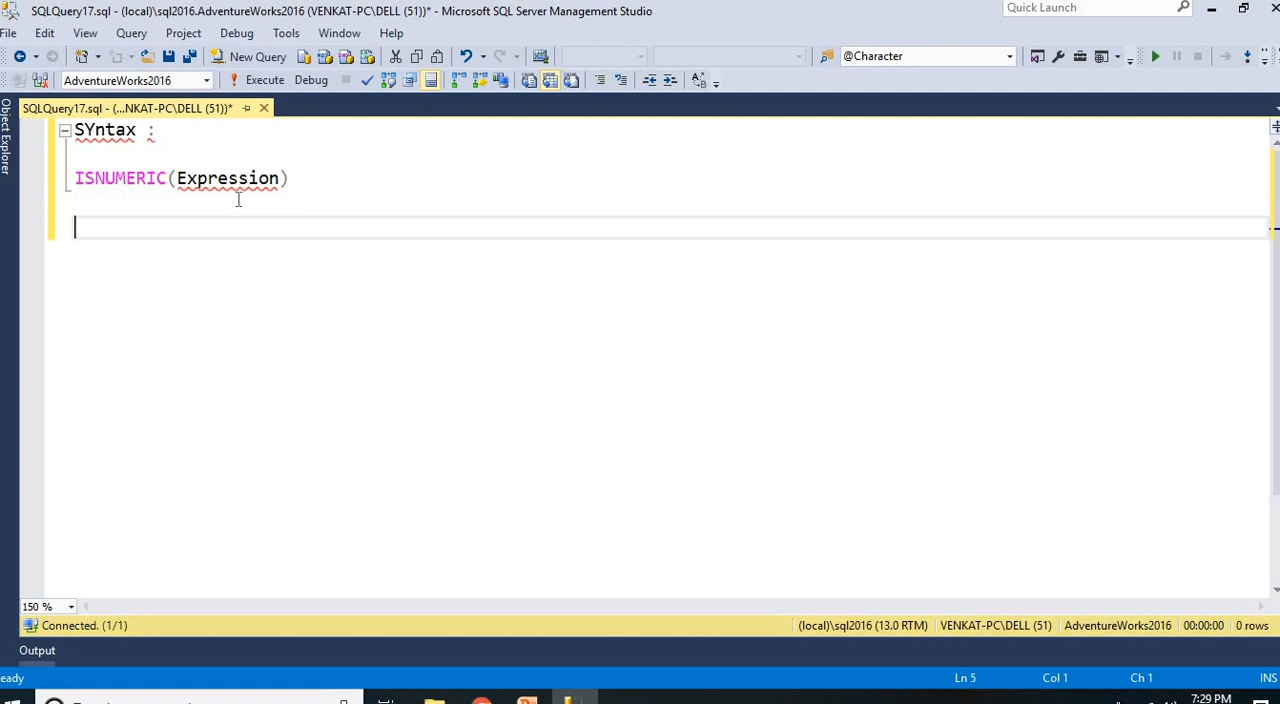 SQLQuery17.sql - (local)\sql2016.AdventureWorks2016 (VENKAT-PC\DELL (51))* - Microsoft SQL Server Management Studio
Quick Launch
File Edit View Query Project Debug Tools Window Help
New Query
@Character
AdventureWorks2016
Execute Debug
SQLQuery17.sql - (...NKAT-PC\DELL (51))*
Object Explorer
SYntax :
ISNUMERIC(Expression)
150 %
Connected. (1/1)
(local)\sql2016 (13.0 RTM) VENKAT-PC\DELL (51) AdventureWorks2016 00:00:00 0 rows
Output
eady
Ln 5 Col 1 Ch 1 INS
7:29 PM